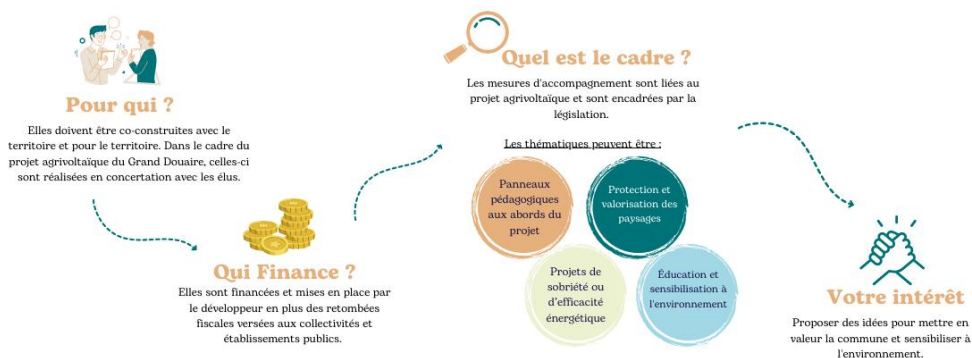 Pour qui ?
Elles doivent être co-construites avec le
territoire et pour le territoire. Dans le cadre du
projet agrivoltaïque du Grand Douaire, celles-ci
sont réalisées en concertation avec les élus.
Qui Finance ?
Elles sont financées et mises en place par
le développeur en plus des retombées
fiscales versées aux collectivités et
établissements publics.
Quel est le cadre ?
Les mesures d'accompagnement sont liées au
projet agrivoltaïque et sont encadrées par la
législation.
Les thématiques peuvent être :
Panneaux
pédagogiques
aux abords du
projet
Protection et
valorisation des
paysages
Projets de
sobriété ou
d'efficacité
énergétique
Éducation et
sensibilisation à
l'environnement
Votre intérêt
Proposer des idées pour mettre en
valeur la commune et sensibiliser à
l'environnement.